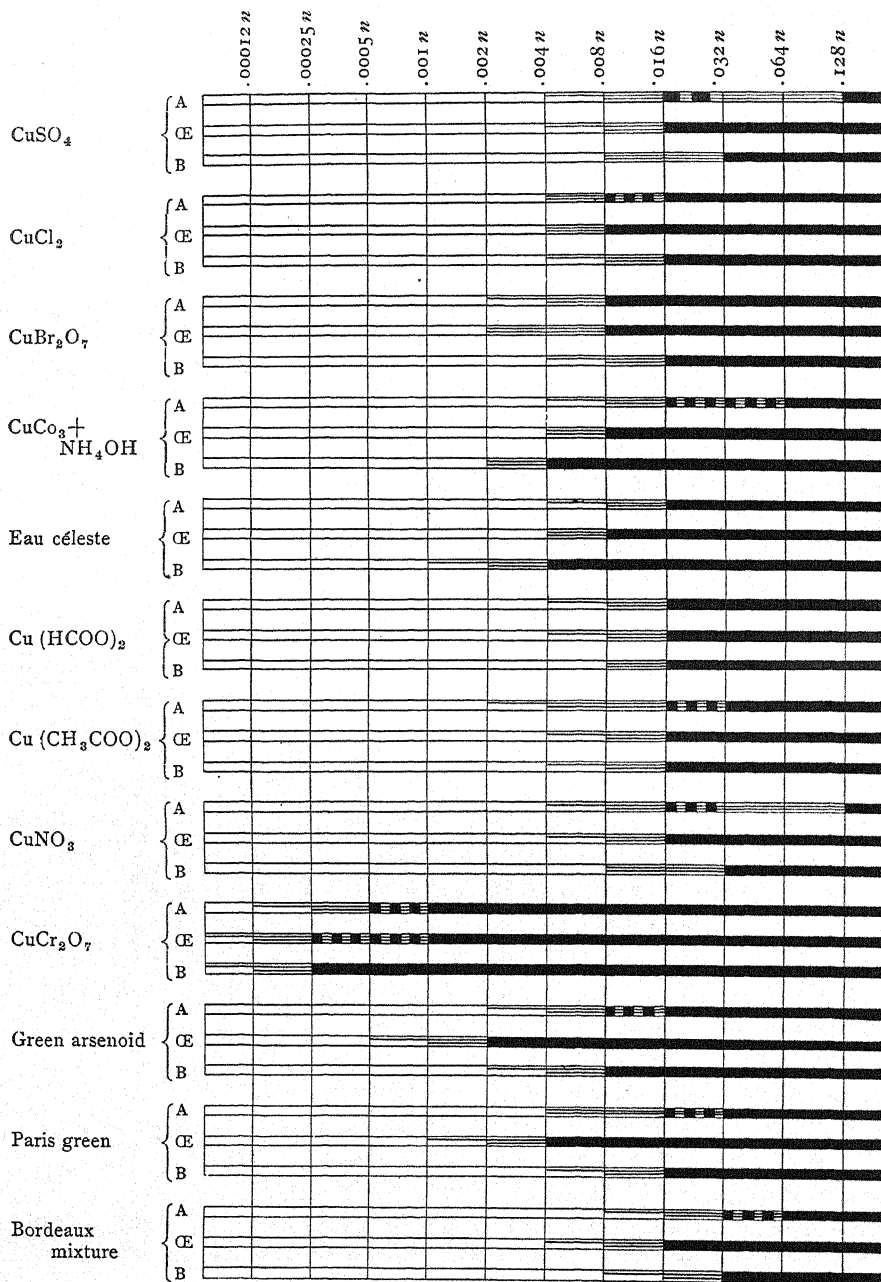 .00012 n
.00025 n
.0005 n
.001 n
.002 n
.004 n
.008 n
.016 n
.032 n
.064 n
.128 n
CuSO₄
A
Œ
B
CuCl₂
A
Œ
B
CuBr₂O₇
A
Œ
B
CuCo₃+
NH₄OH
A
Œ
B
Eau céleste
A
Œ
B
Cu (HCOO)₂
A
Œ
B
Cu (CH₃COO)₂
A
Œ
B
CuNO₃
A
Œ
B
CuCr₂O₇
A
Œ
B
Green arsenoid
A
Œ
B
Paris green
A
Œ
B
Bordeaux
mixture
A
Œ
B